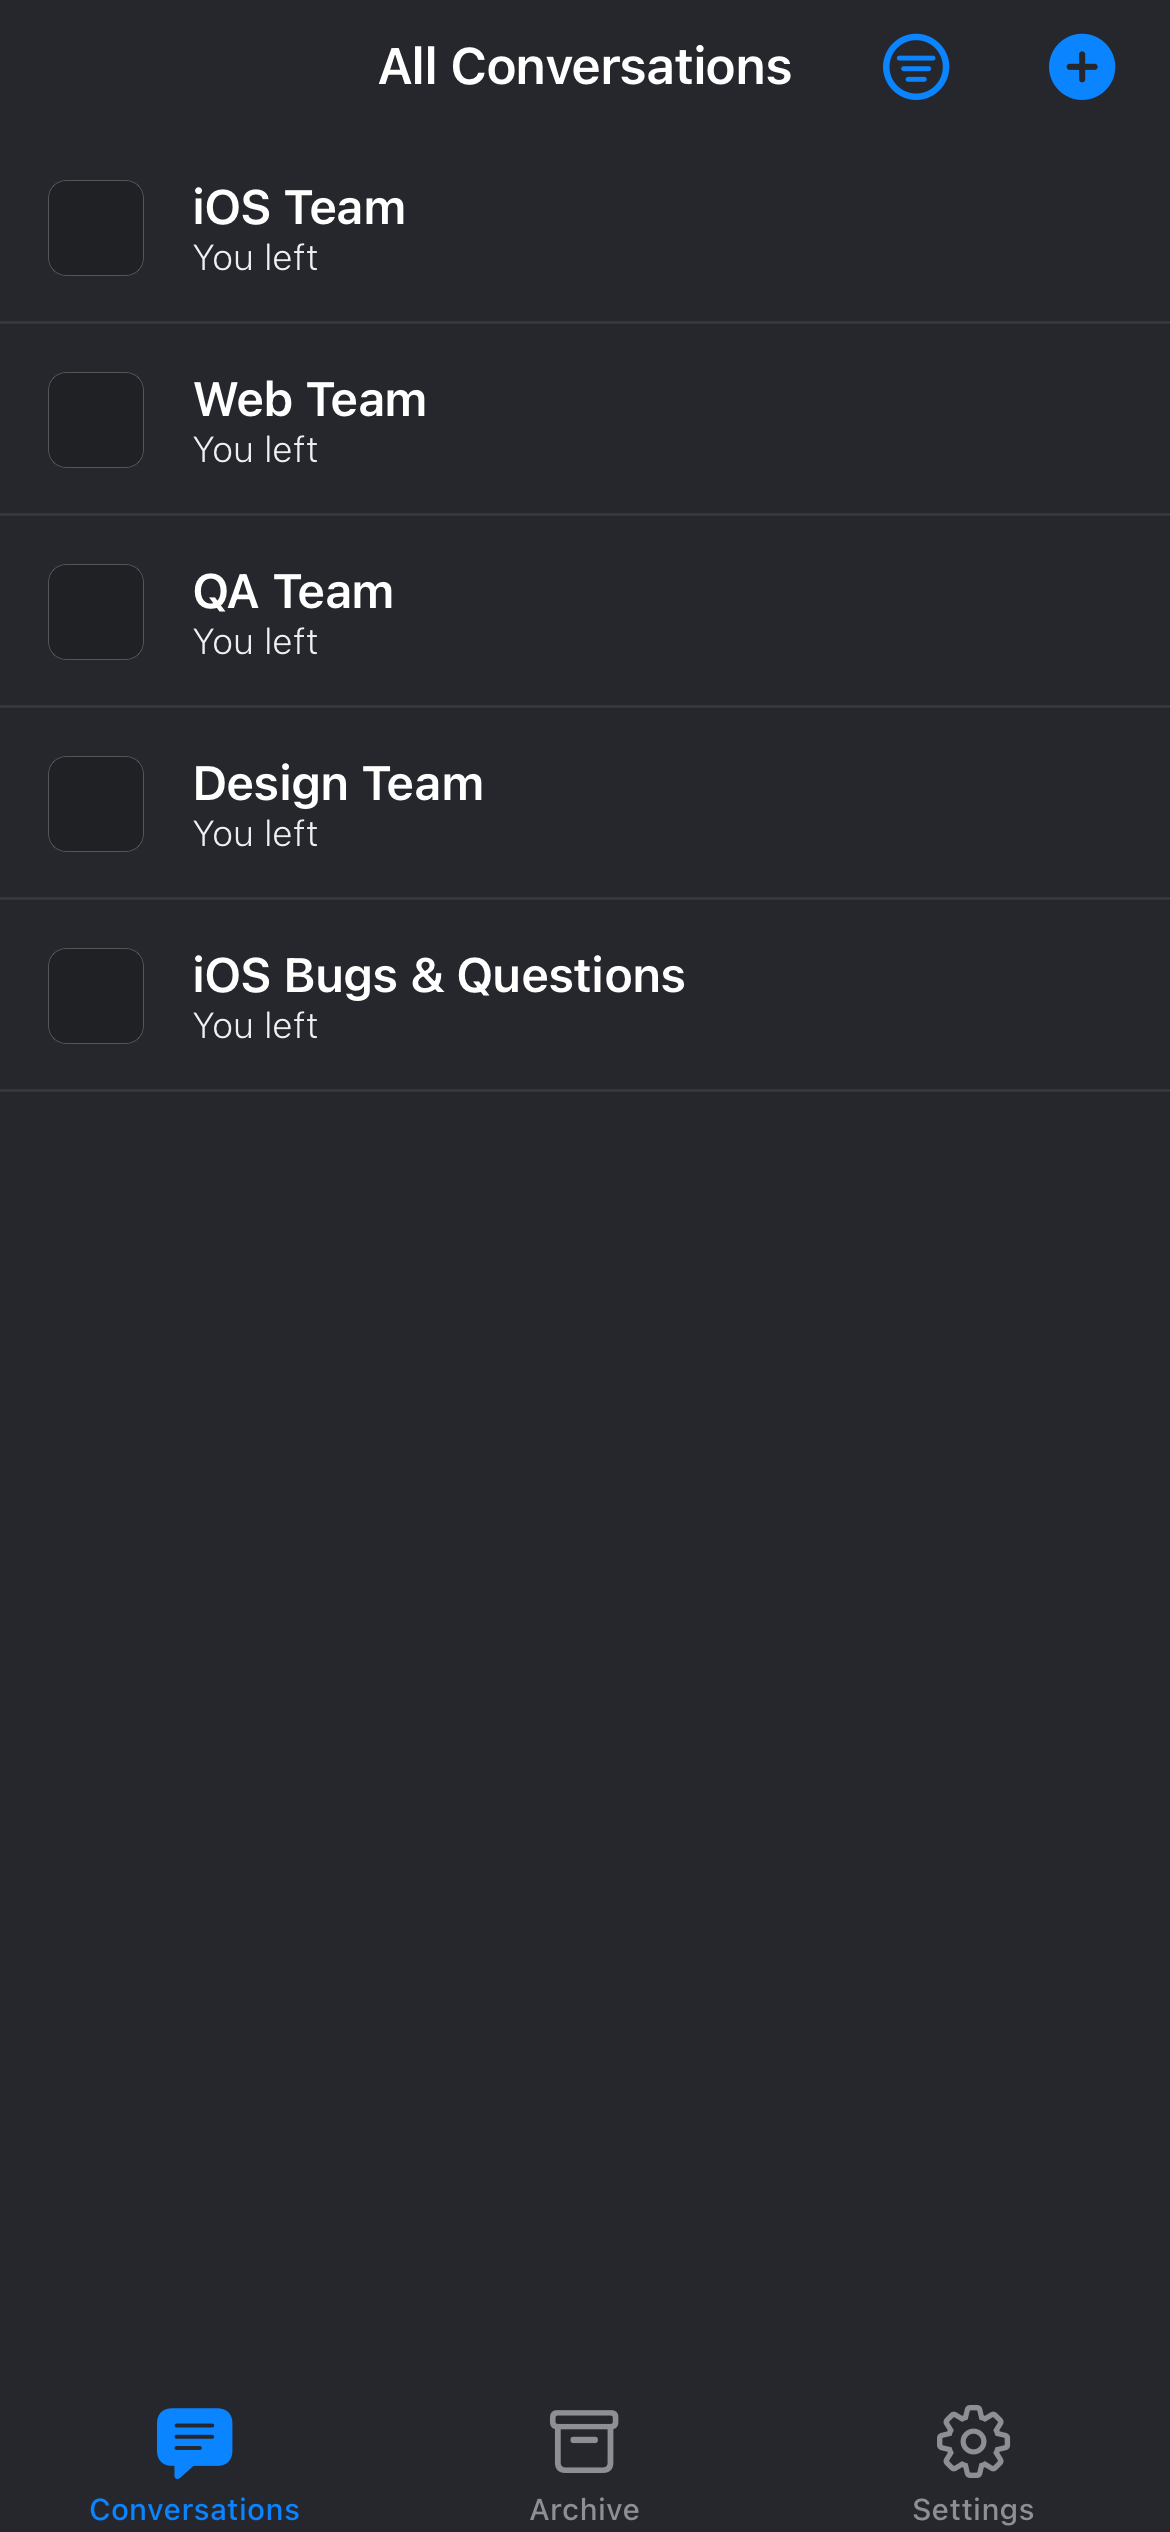 All Conversations
iOS Team
You left
Web Team
You left
QA Team
You left
Design Team
You left
iOS Bugs & Questions
You left
Conversations
Archive
Settings